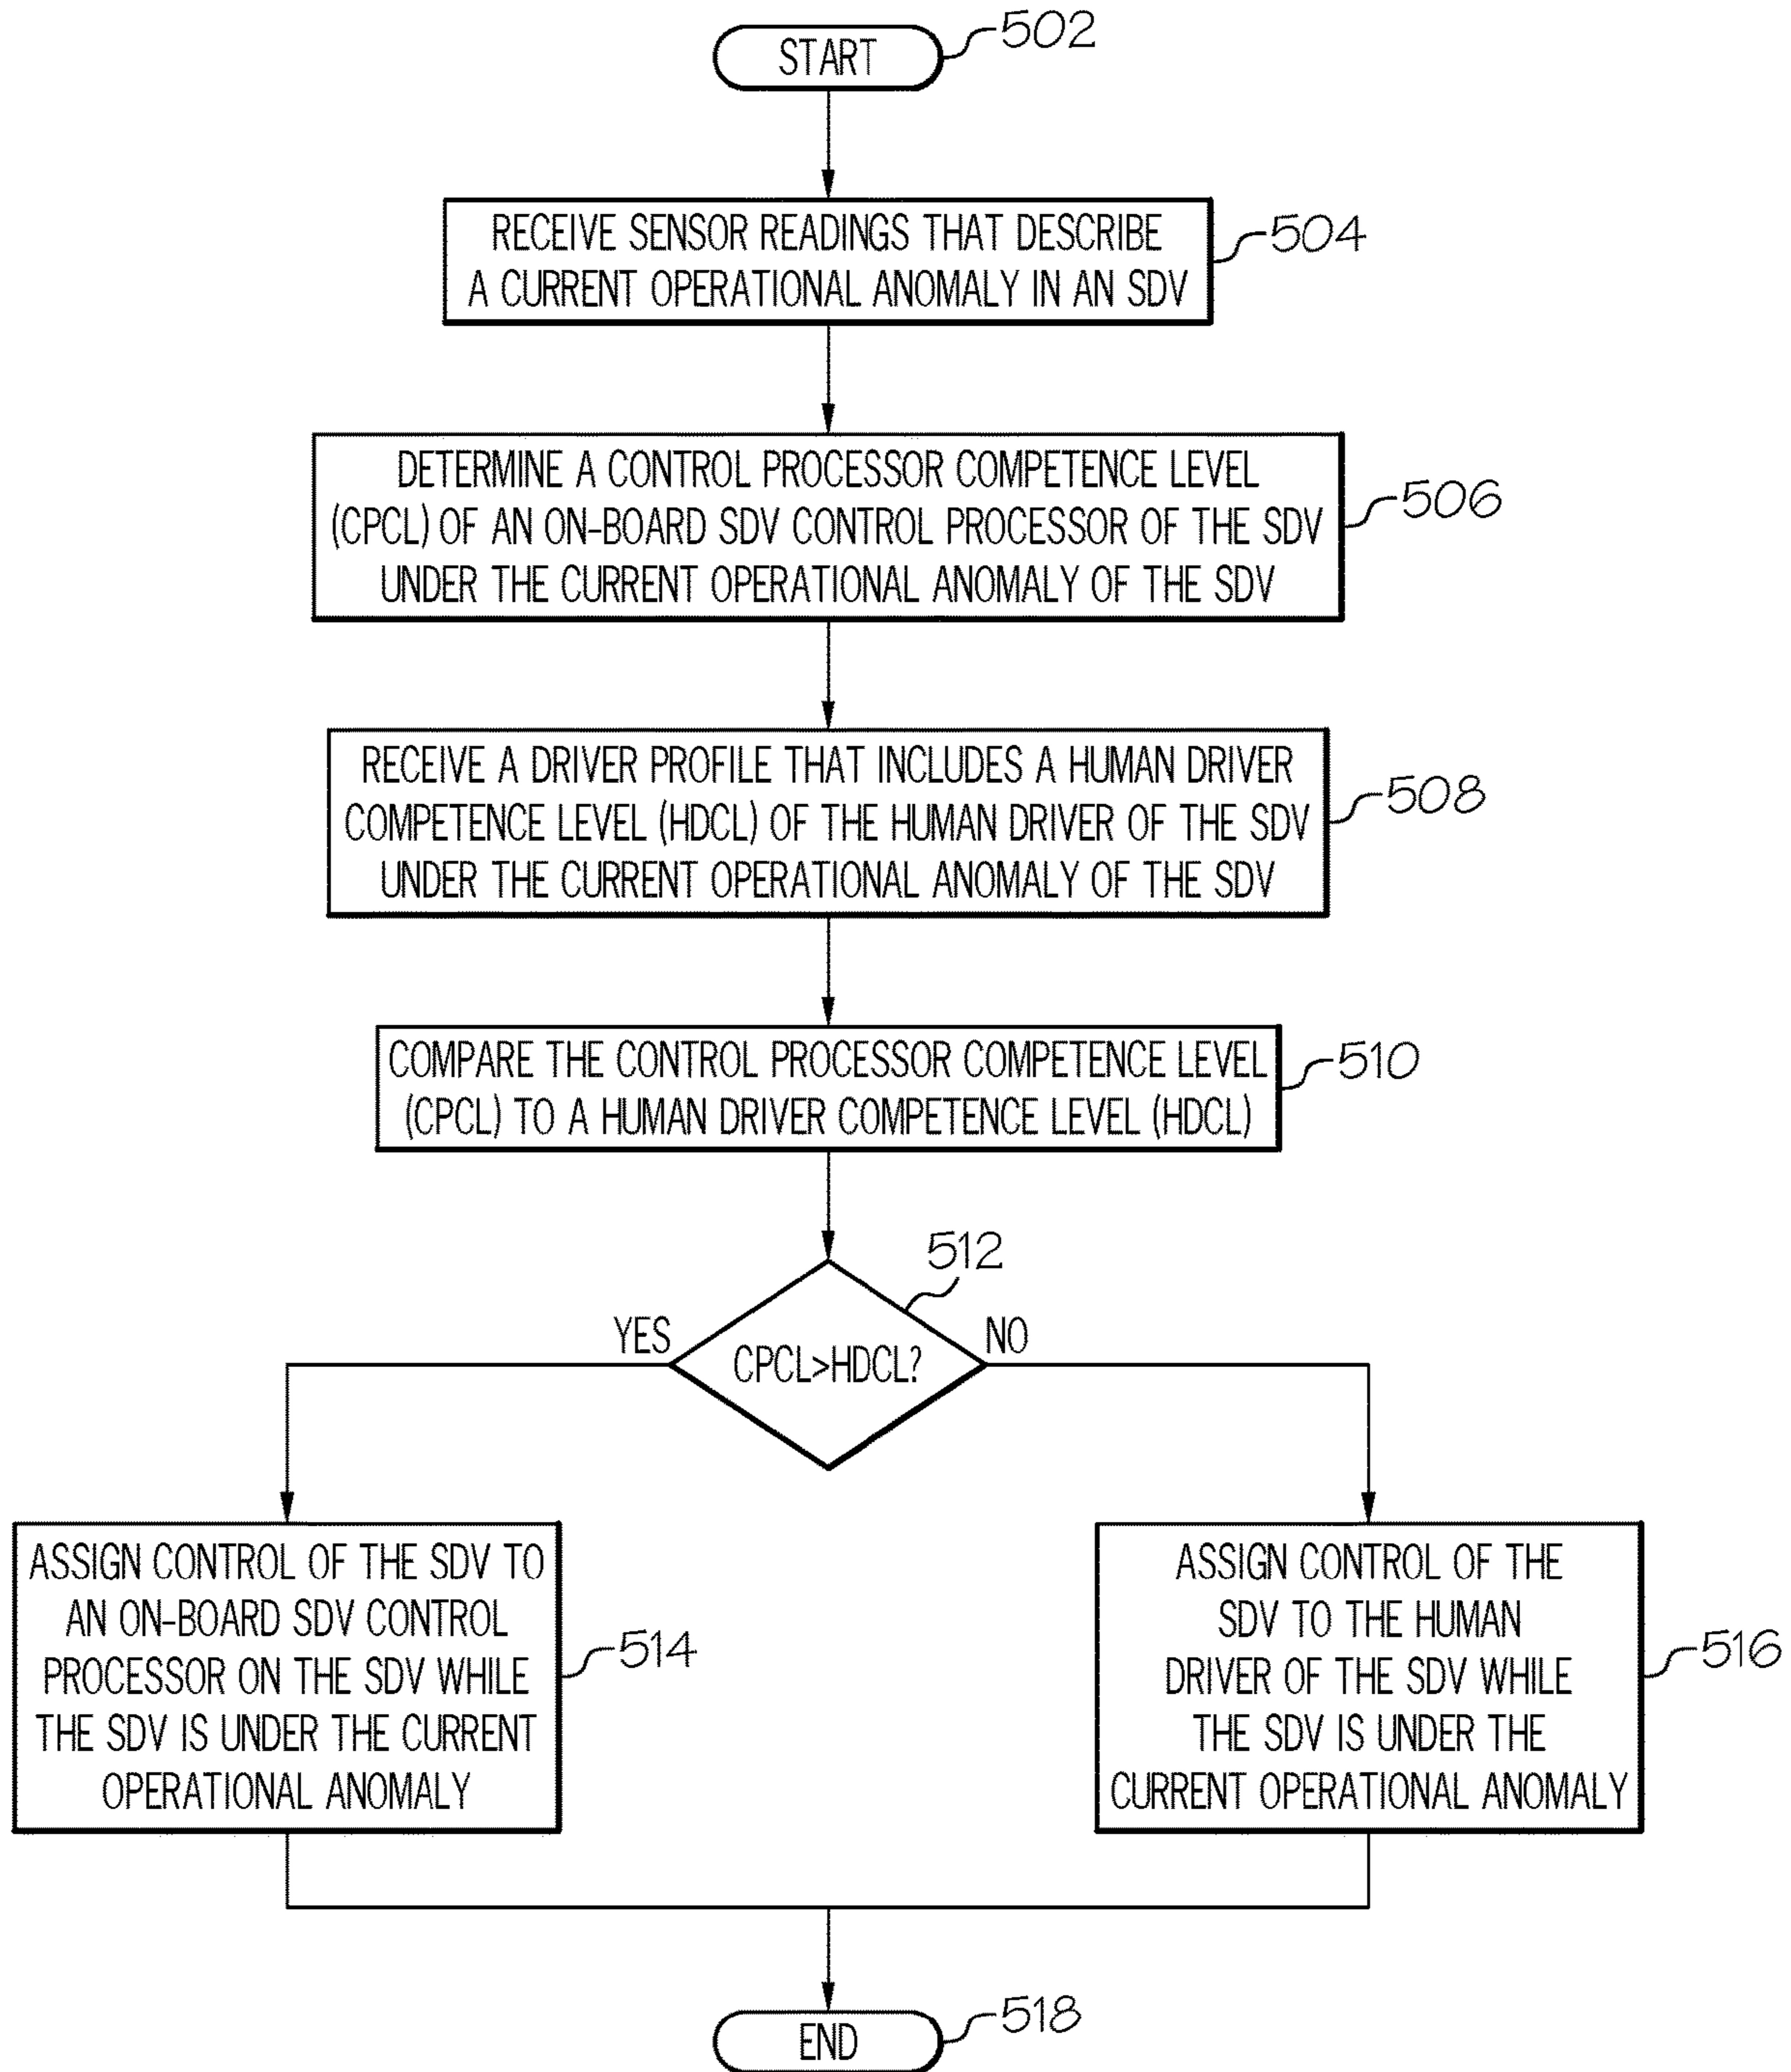 START
502
RECEIVE SENSOR READINGS THAT DESCRIBE
A CURRENT OPERATIONAL ANOMALY IN AN SDV
504
DETERMINE A CONTROL PROCESSOR COMPETENCE LEVEL
(CPCL) OF AN ON-BOARD SDV CONTROL PROCESSOR OF THE SDV
UNDER THE CURRENT OPERATIONAL ANOMALY OF THE SDV
506
RECEIVE A DRIVER PROFILE THAT INCLUDES A HUMAN DRIVER
COMPETENCE LEVEL (HDCL) OF THE HUMAN DRIVER OF THE SDV
UNDER THE CURRENT OPERATIONAL ANOMALY OF THE SDV
508
COMPARE THE CONTROL PROCESSOR COMPETENCE LEVEL
(CPCL) TO A HUMAN DRIVER COMPETENCE LEVEL (HDCL)
510
512
YES
CPCL>HDCL?
NO
ASSIGN CONTROL OF THE SDV TO
AN ON-BOARD SDV CONTROL
PROCESSOR ON THE SDV WHILE
THE SDV IS UNDER THE CURRENT
OPERATIONAL ANOMALY
514
ASSIGN CONTROL OF THE
SDV TO THE HUMAN
DRIVER OF THE SDV WHILE
THE SDV IS UNDER THE
CURRENT OPERATIONAL ANOMALY
516
END
518